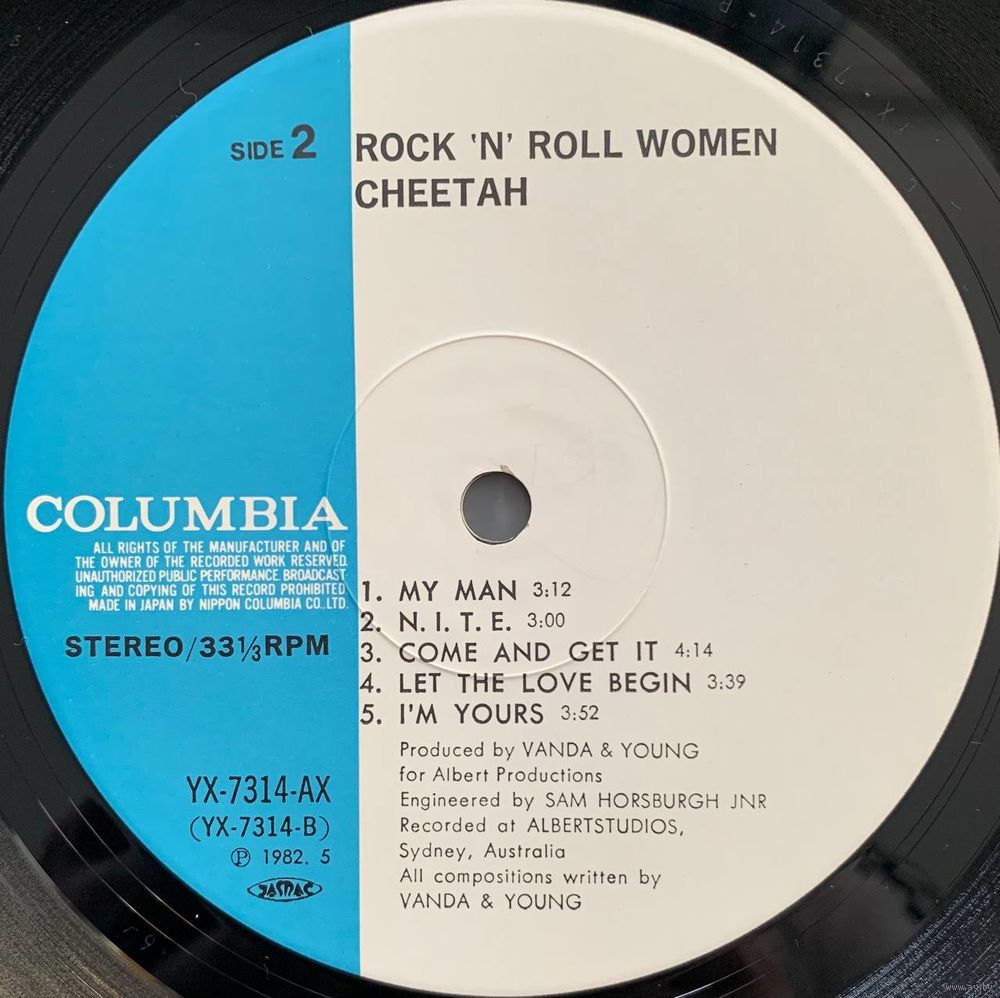 SIDE 2
ROCK 'N' ROLL WOMEN
CHEETAH
COLUMBIA
ALL RIGHTS OF THE MANUFACTURER AND OF
THE OWNER OF THE RECORDED WORK RESERVED.
UNAUTHORIZED PUBLIC PERFORMANCE. BROADCAST-
ING AND COPYING OF THIS RECORD PROHIBITED
MADE IN JAPAN BY NIPPON COLUMBIA CO., LTD.
STEREO/33⅓RPM
YX-7314-AX
(YX-7314-B)
Ⓟ 1982. 5
JASRAC
1. MY MAN 3:12
2. N. I. T. E. 3:00
3. COME AND GET IT 4:14
4. LET THE LOVE BEGIN 3:39
5. I'M YOURS 3:52
Produced by VANDA & YOUNG
for Albert Productions
Engineered by SAM HORSBURGH JNR
Recorded at ALBERTSTUDIOS,
Sydney, Australia
All compositions written by
VANDA & YOUNG